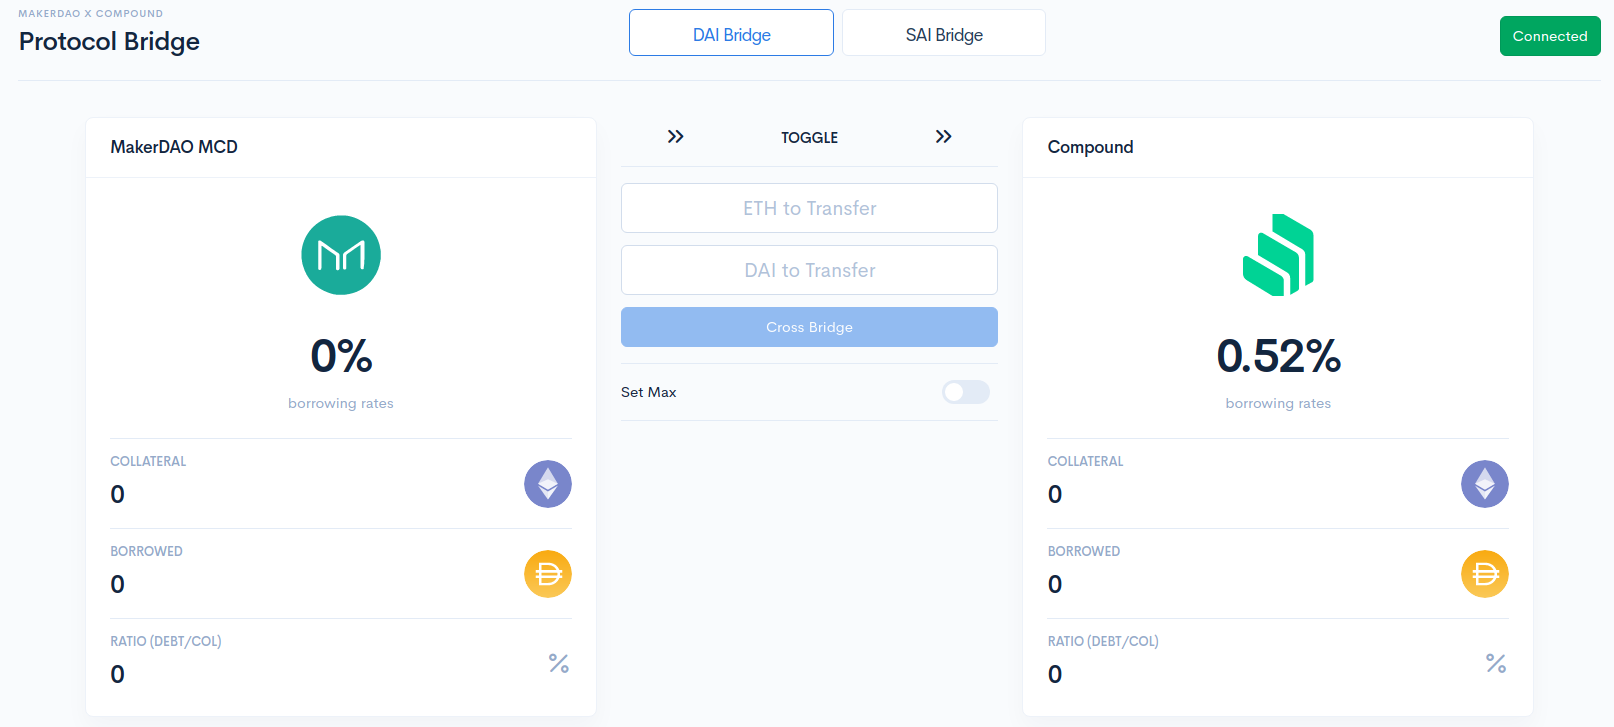 MAKERDAO X COMPOUND
Protocol Bridge
DAI Bridge
SAI Bridge
Connected
MakerDAO MCD
0%
borrowing rates
COLLATERAL
0
BORROWED
0
RATIO (DEBT/COL)
0
%
TOGGLE
ETH to Transfer
DAI to Transfer
Cross Bridge
Set Max
Compound
0.52%
borrowing rates
COLLATERAL
0
BORROWED
0
RATIO (DEBT/COL)
0
%